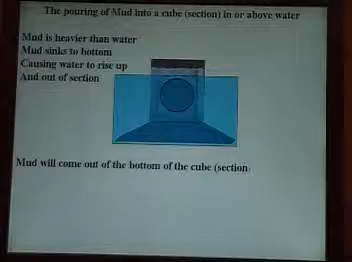 The pouring of Mud into a cube (section) in or above water
Mud is heavier than water
Mud sinks to bottom
Causing water to rise up
And out of section
Mud will come out of the bottom of the cube (section